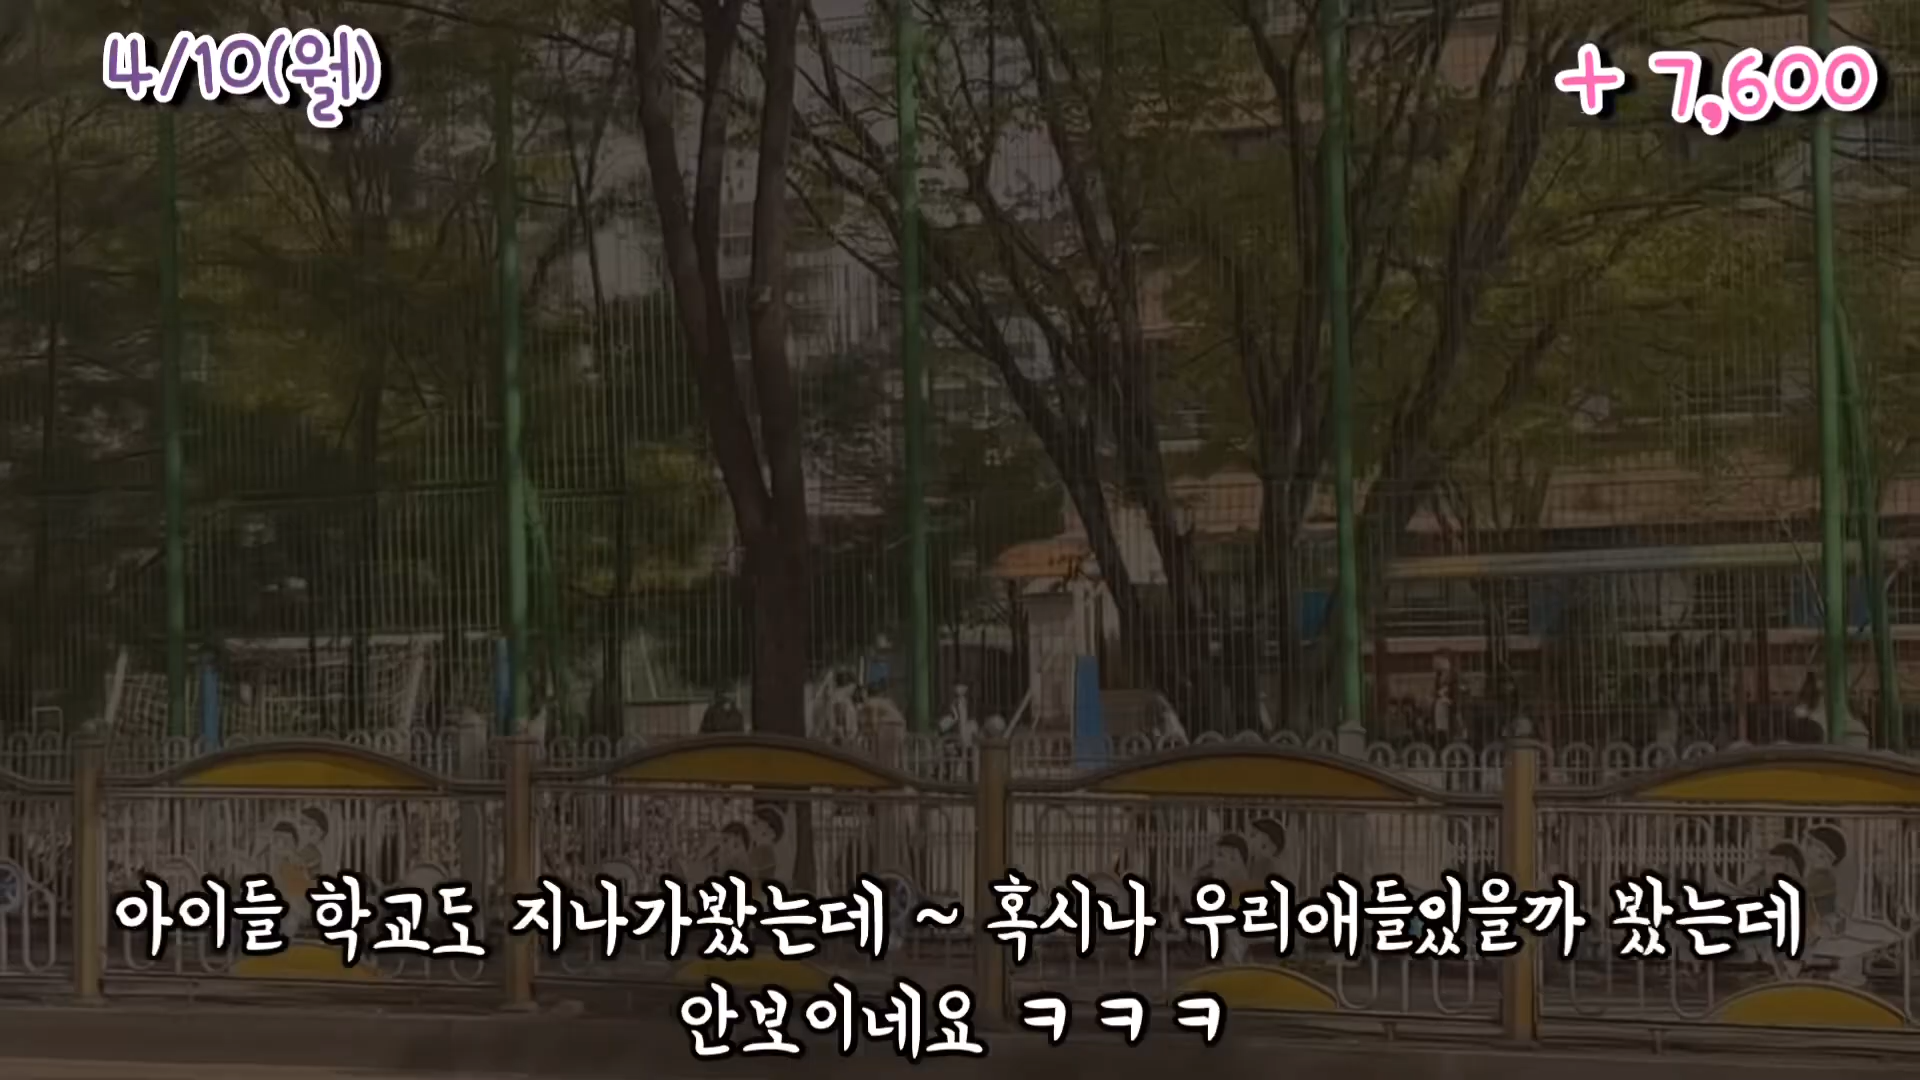 4/10(월)
+ 7,600
아이들 학교도 지나가봤는데 ~ 혹시나 우리애들있을까 봤는데
안보이네요 ㅋㅋㅋ